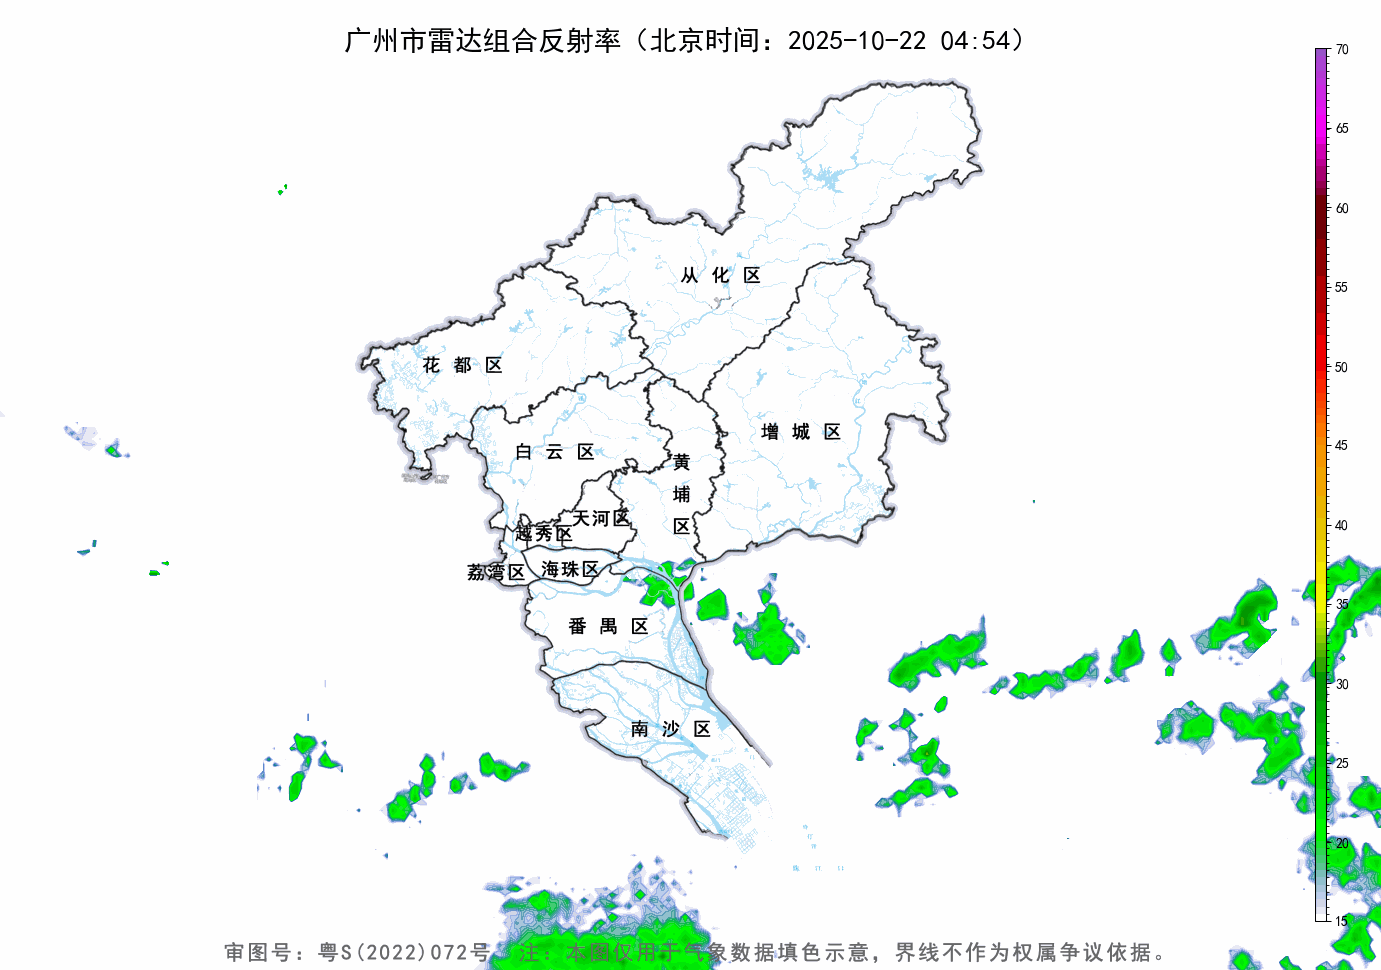 广州市雷达组合反射率（北京时间：2025-10-22 04:54）
70
65
60
55
50
45
40
35
30
25
20
15
从化区
花都区
增城区
白云区
黄埔区
天河区
越秀区
荔湾区
海珠区
番禺区
南沙区
审图号：粤S(2022)072号 注：本图仅用于气象数据填色示意，界线不作为权属争议依据。